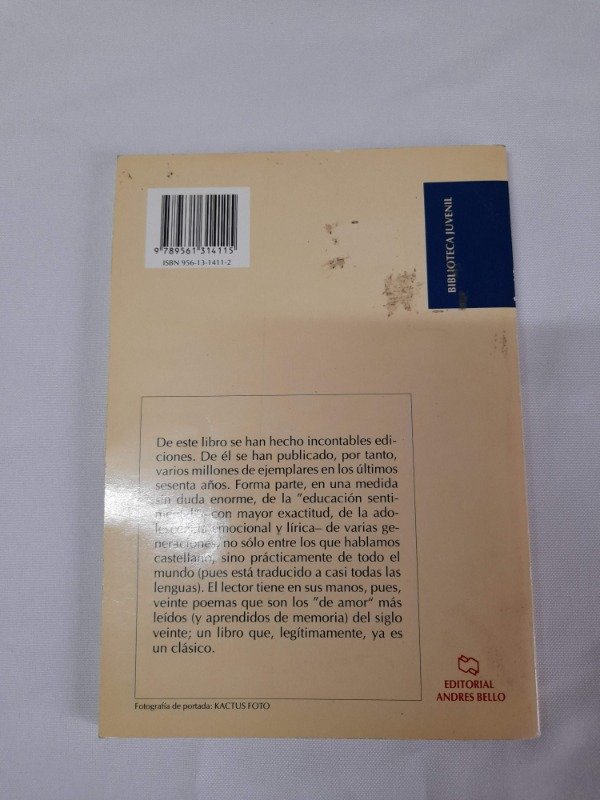 9 789561 314115
ISBN 956-13-1411-2
BIBLIOTECA JUVENIL
De este libro se han hecho incontables edi-
ciones. De él se han publicado, por tanto,
varios millones de ejemplares en los últimos
sesenta años. Forma parte, en una medida
sin duda enorme, de la "educación senti-
con mayor exactitud, de la ado-
emocional y lírica– de varias ge-
neraciones, no sólo entre los que hablamos
castellano, sino prácticamente de todo el
mundo (pues está traducido a casi todas las
lenguas). El lector tiene en sus manos, pues,
veinte poemas que son los "de amor" más
leídos (y aprendidos de memoria) del siglo
veinte; un libro que, legítimamente, ya es
un clásico.
Fotografía de portada: KACTUS FOTO
EDITORIAL
ANDRES BELLO